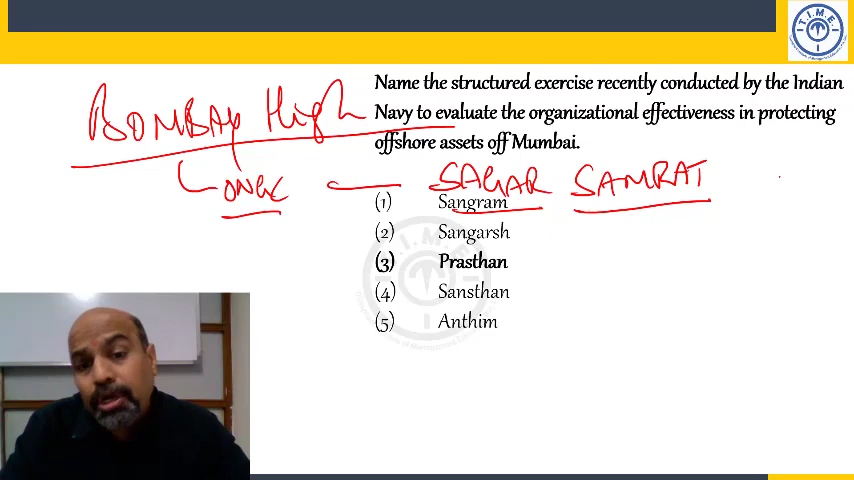 T.I.M.E.
Name the structured exercise recently conducted by the Indian
Navy to evaluate the organizational effectiveness in protecting
offshore assets off Mumbai.
BOMBAY High
ONGC SAGAR SAMRAT
(1) Sangram
(2) Sangarsh
(3) Prasthan
(4) Sansthan
(5) Anthim